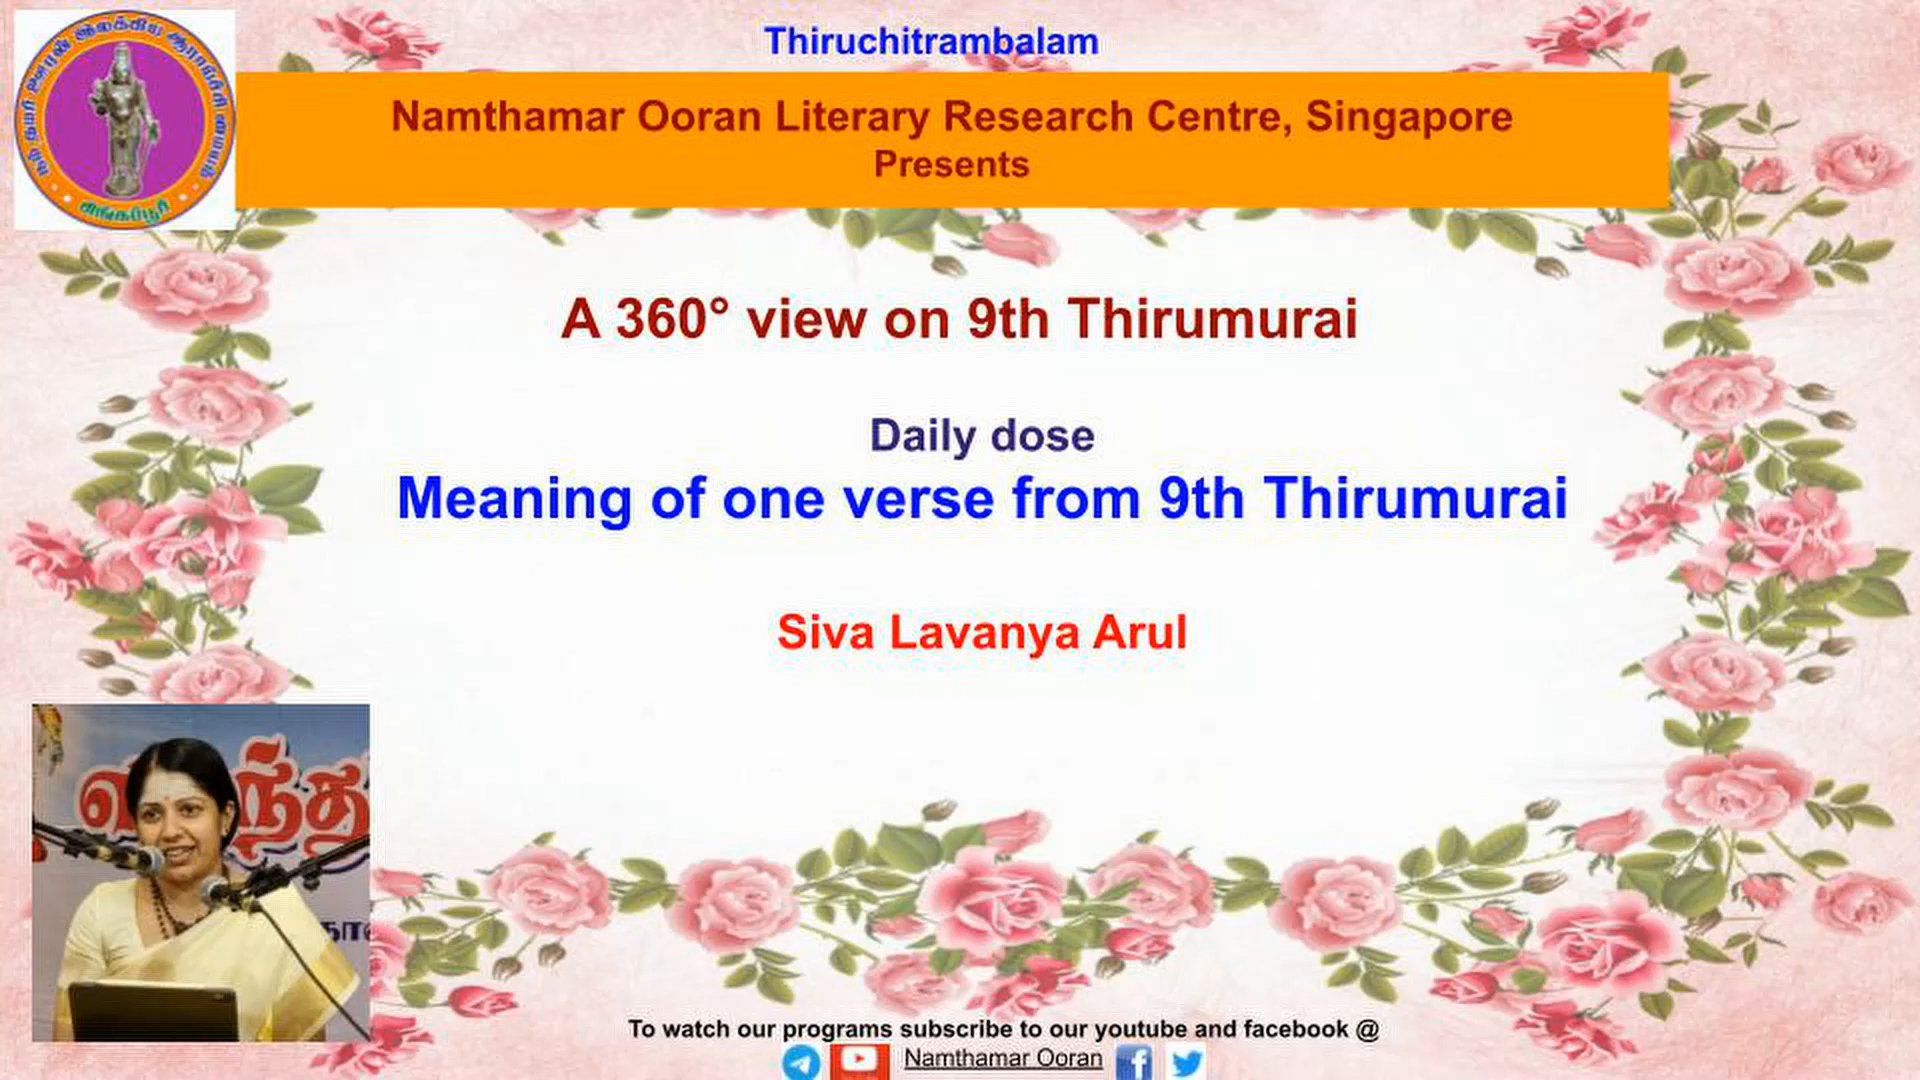 Thiruchitrambalam
Namthamar Ooran Literary Research Centre, Singapore
Presents
A 360° view on 9th Thirumurai
Daily dose
Meaning of one verse from 9th Thirumurai
Siva Lavanya Arul
To watch our programs subscribe to our youtube and facebook @
Namthamar Ooran